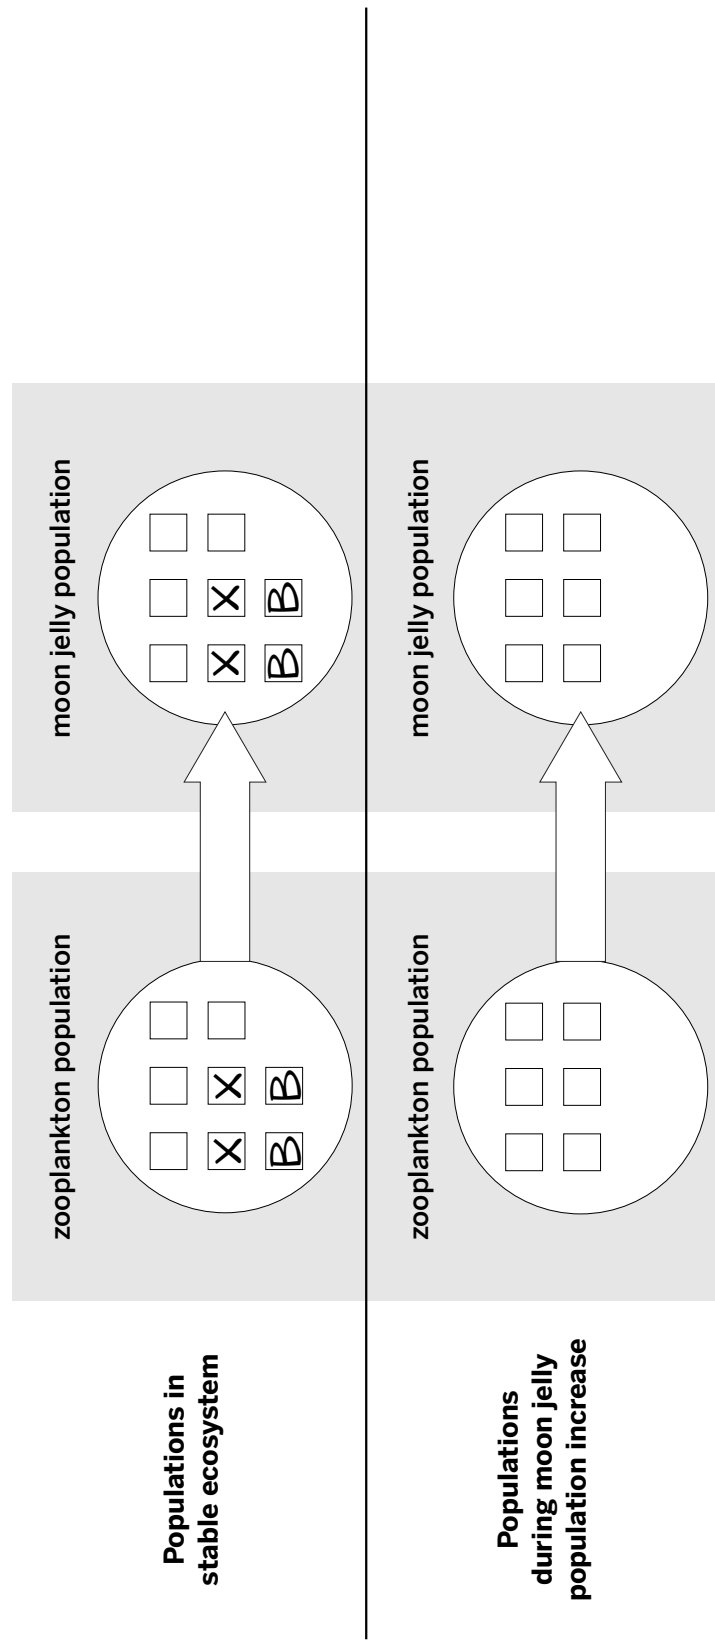 Populations in
stable ecosystem
zooplankton population
X X
B B
moon jelly population
X X
B B
Populations
during moon jelly
population increase
zooplankton population
moon jelly population